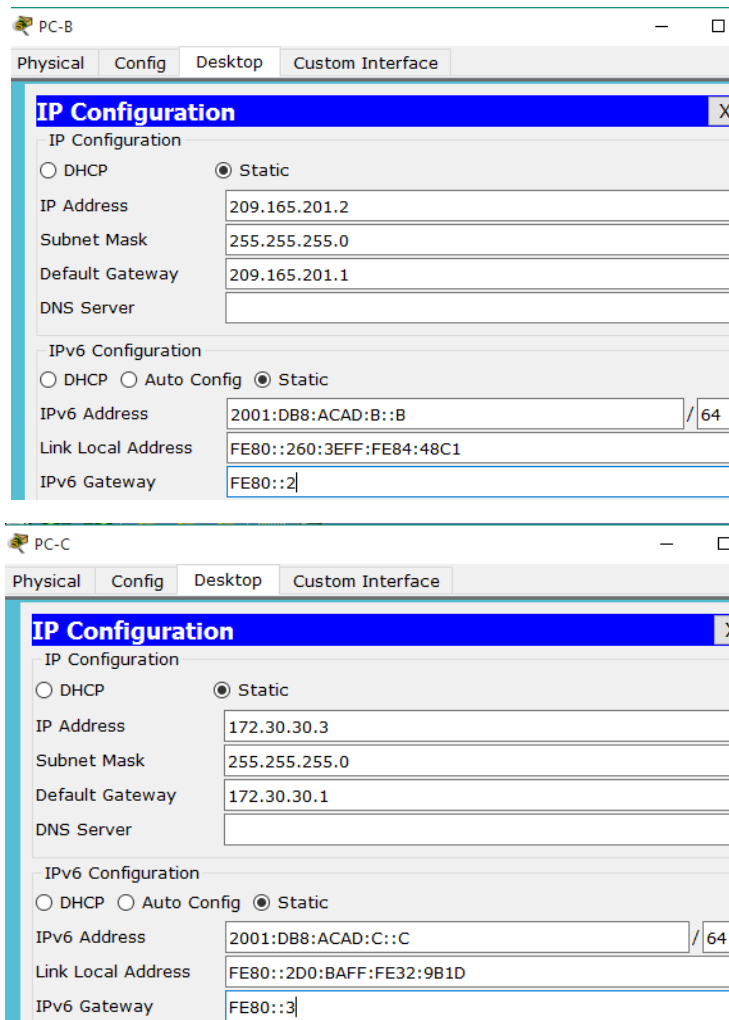 PC-B
Physical Config Desktop Custom Interface
IP Configuration X
IP Configuration
DHCP Static
IP Address 209.165.201.2
Subnet Mask 255.255.255.0
Default Gateway 209.165.201.1
DNS Server
IPv6 Configuration
DHCP Auto Config Static
IPv6 Address 2001:DB8:ACAD:B::B / 64
Link Local Address FE80::260:3EFF:FE84:48C1
IPv6 Gateway FE80::2
PC-C
Physical Config Desktop Custom Interface
IP Configuration X
IP Configuration
DHCP Static
IP Address 172.30.30.3
Subnet Mask 255.255.255.0
Default Gateway 172.30.30.1
DNS Server
IPv6 Configuration
DHCP Auto Config Static
IPv6 Address 2001:DB8:ACAD:C::C / 64
Link Local Address FE80::2D0:BAFF:FE32:9B1D
IPv6 Gateway FE80::3